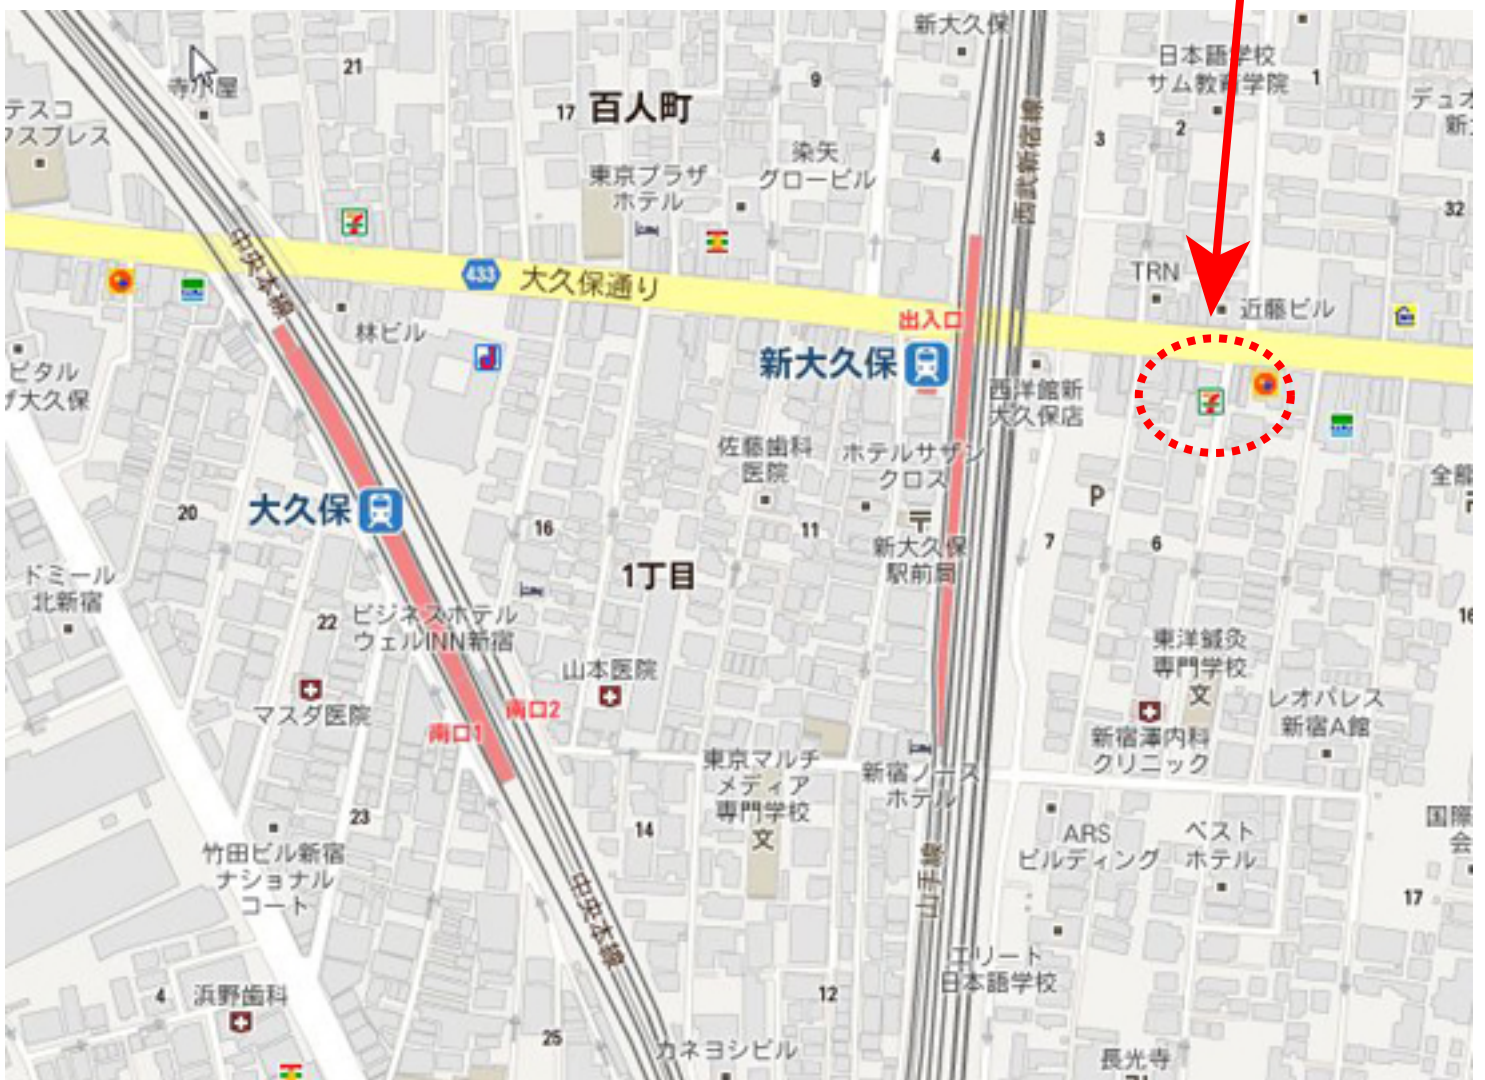 新大久保
日本語学校
サム教育学院
1
21
寺小屋
9
17 百人町
テスコ
クスプレス
3
2
4
西武新宿線
染矢
グロービル
東京プラザ
ホテル
32
中央本線
433
大久保通り
TRN
近藤ビル
林ビル
出入口
新大久保
西洋館新
大久保店
ピタル
ザ大久保
佐藤歯科
医院
ホテルサザン
クロス
P
大久保
20
16
11
新大久保
駅前局
7
6
1丁目
ドミール
北新宿
22
ビジネスホテル
ウェルINN新宿
16
東洋鍼灸
専門学校
文
山本医院
マスダ医院
南口1
南口2
レオパレス
新宿A館
新宿澤内科
クリニック
東京マルチ
メディア
専門学校
文
新宿ノース
ホテル
23
14
ARS
ビルディング
ベスト
ホテル
国際
会
竹田ビル新宿
ナショナル
コート
中央本線
山手線
17
エリート
日本語学校
4
浜野歯科
12
25
カネヨシビル
長光寺